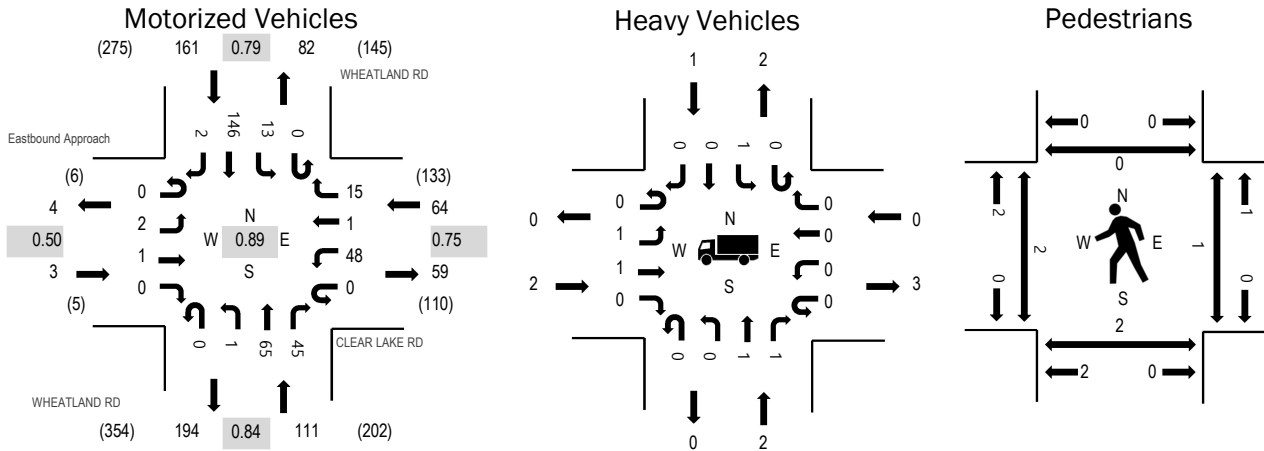 Motorized Vehicles
(275) 161 0.79 82 (145)
WHEATLAND RD
Eastbound Approach
2 146 13 0
(6) 0 15 (133)
4 2 1 64
0.50 N W 0.89 E S 0.75
3 1 48 59
(5) 0 0 (110)
0 1 65 45
CLEAR LAKE RD
WHEATLAND RD
(354) 194 0.84 111 (202)
Heavy Vehicles
1 2
0 0 1 0
0 0
0 1 0 0
N W E S
2 1 0 3
0 0
0 0 1 1
0 2
Pedestrians
0 0
0
2 1
N
W E
2 1
S
0 0
2
2 0